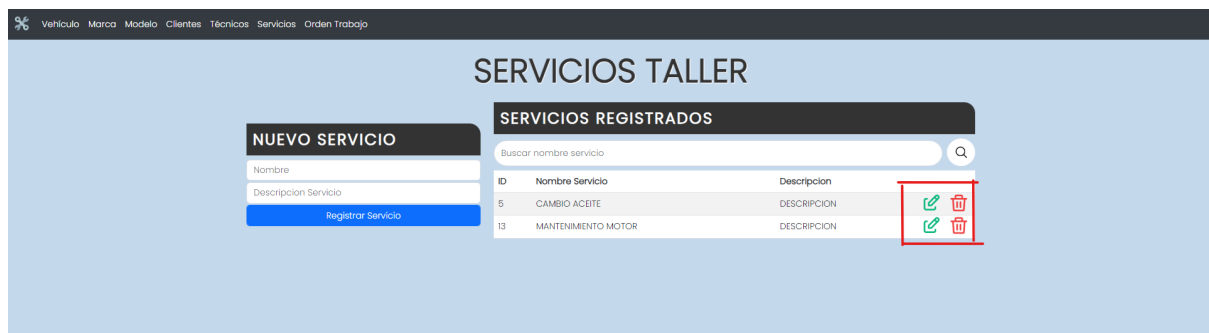 Vehículo Marca Modelo Clientes Técnicos Servicios Orden Trabajo
SERVICIOS TALLER
NUEVO SERVICIO
Nombre
Descripcion Servicio
Registrar Servicio
SERVICIOS REGISTRADOS
Buscar nombre servicio
ID Nombre Servicio Descripcion
5 CAMBIO ACEITE DESCRIPCION
13 MANTENIMIENTO MOTOR DESCRIPCION